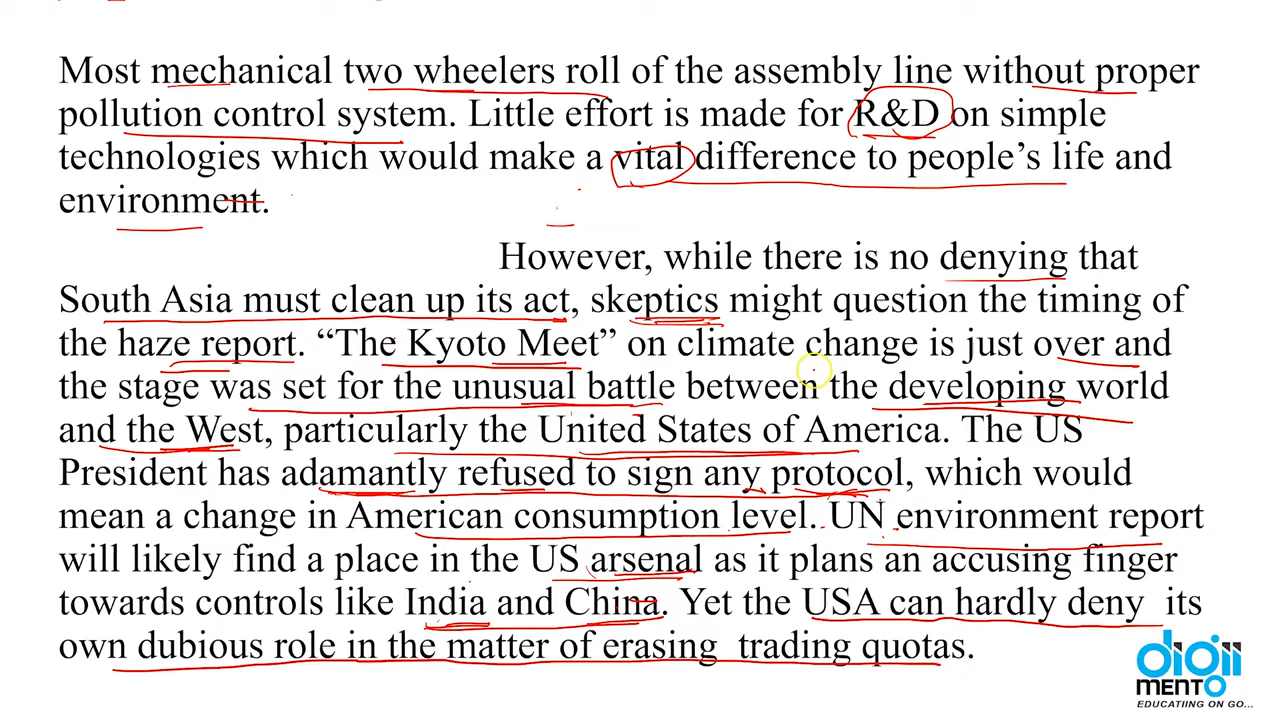 Most mechanical two wheelers roll of the assembly line without proper
pollution control system. Little effort is made for R&D on simple
technologies which would make a vital difference to people’s life and
environment.
However, while there is no denying that
South Asia must clean up its act, skeptics might question the timing of
the haze report. “The Kyoto Meet” on climate change is just over and
the stage was set for the unusual battle between the developing world
and the West, particularly the United States of America. The US
President has adamantly refused to sign any protocol, which would
mean a change in American consumption level. UN environment report
will likely find a place in the US arsenal as it plans an accusing finger
towards controls like India and China. Yet the USA can hardly deny its
own dubious role in the matter of erasing trading quotas.
digii
MENTO
EDUCATIING ON GO...